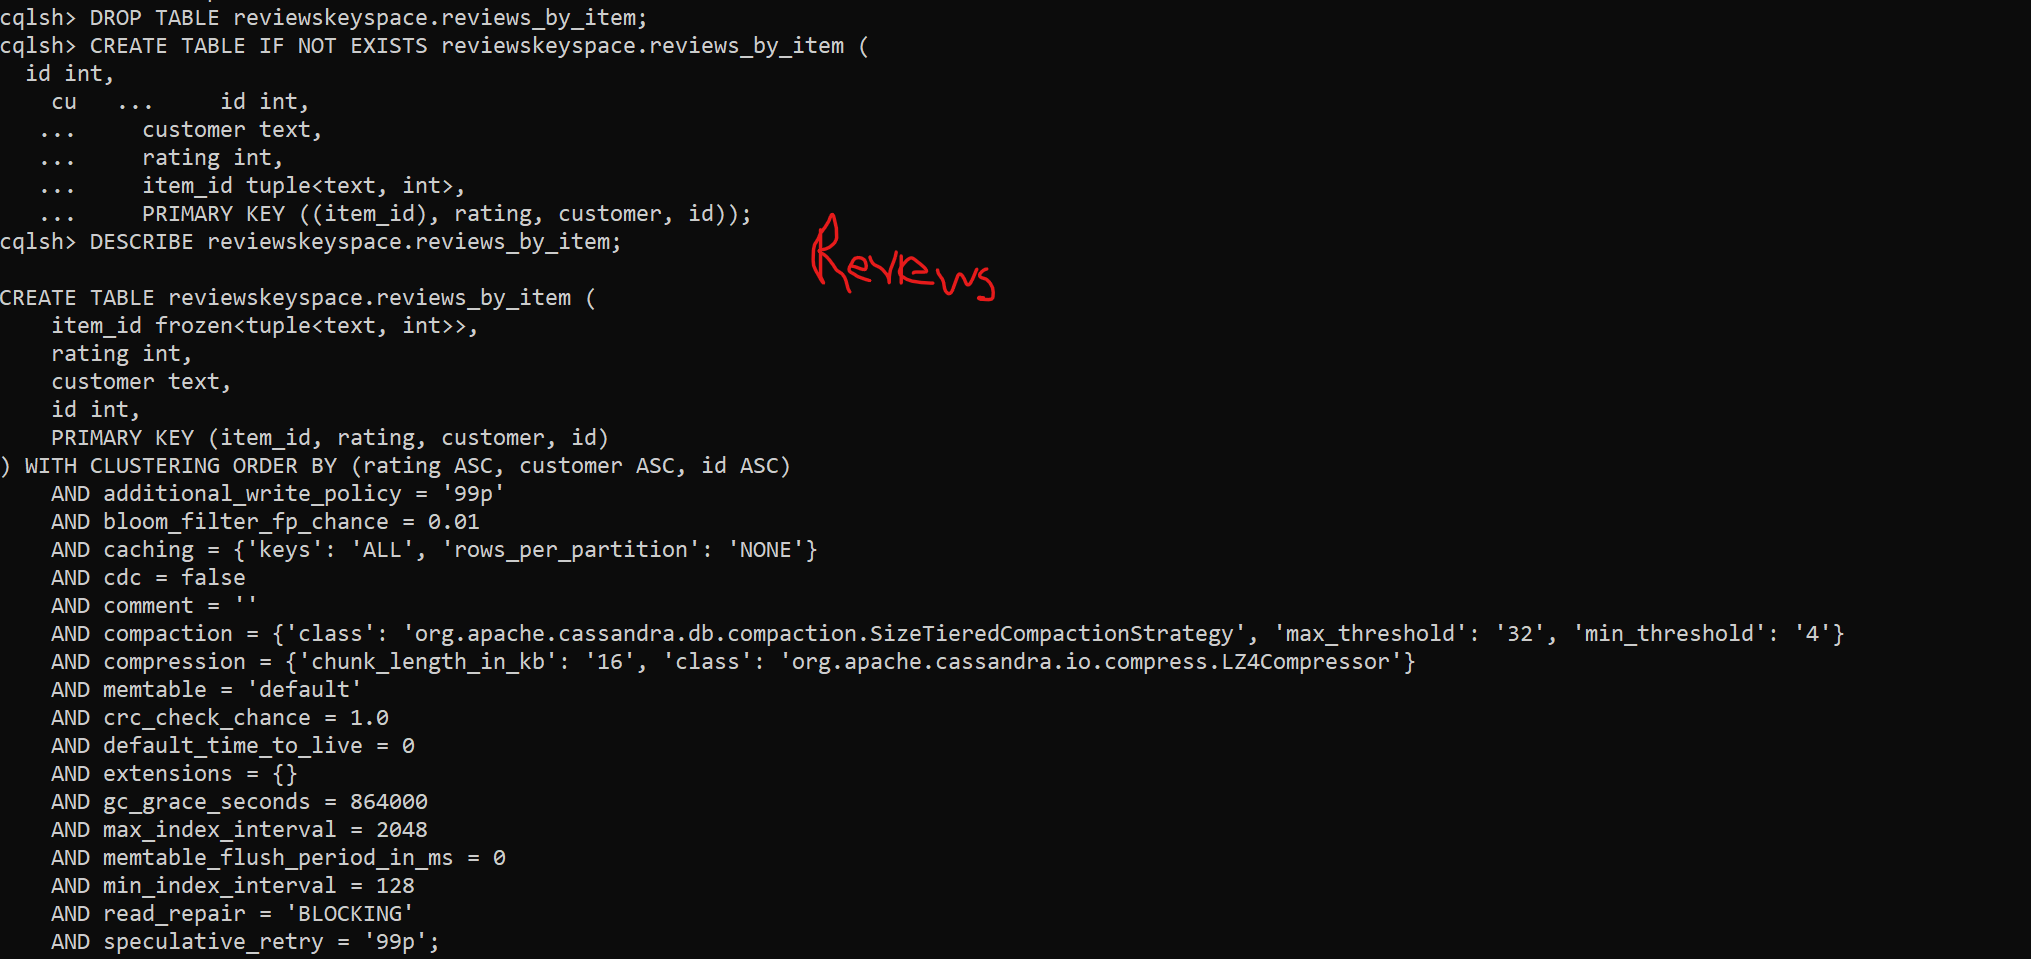 cqlsh> DROP TABLE reviewskeyspace.reviews_by_item;
cqlsh> CREATE TABLE IF NOT EXISTS reviewskeyspace.reviews_by_item (
  id int,
    cu   ...     id int,
   ...     customer text,
   ...     rating int,
   ...     item_id tuple<text, int>,
   ...     PRIMARY KEY ((item_id), rating, customer, id));
cqlsh> DESCRIBE reviewskeyspace.reviews_by_item;
Reviews
CREATE TABLE reviewskeyspace.reviews_by_item (
    item_id frozen<tuple<text, int>>,
    rating int,
    customer text,
    id int,
    PRIMARY KEY (item_id, rating, customer, id)
) WITH CLUSTERING ORDER BY (rating ASC, customer ASC, id ASC)
    AND additional_write_policy = '99p'
    AND bloom_filter_fp_chance = 0.01
    AND caching = {'keys': 'ALL', 'rows_per_partition': 'NONE'}
    AND cdc = false
    AND comment = ''
    AND compaction = {'class': 'org.apache.cassandra.db.compaction.SizeTieredCompactionStrategy', 'max_threshold': '32', 'min_threshold': '4'}
    AND compression = {'chunk_length_in_kb': '16', 'class': 'org.apache.cassandra.io.compress.LZ4Compressor'}
    AND memtable = 'default'
    AND crc_check_chance = 1.0
    AND default_time_to_live = 0
    AND extensions = {}
    AND gc_grace_seconds = 864000
    AND max_index_interval = 2048
    AND memtable_flush_period_in_ms = 0
    AND min_index_interval = 128
    AND read_repair = 'BLOCKING'
    AND speculative_retry = '99p';